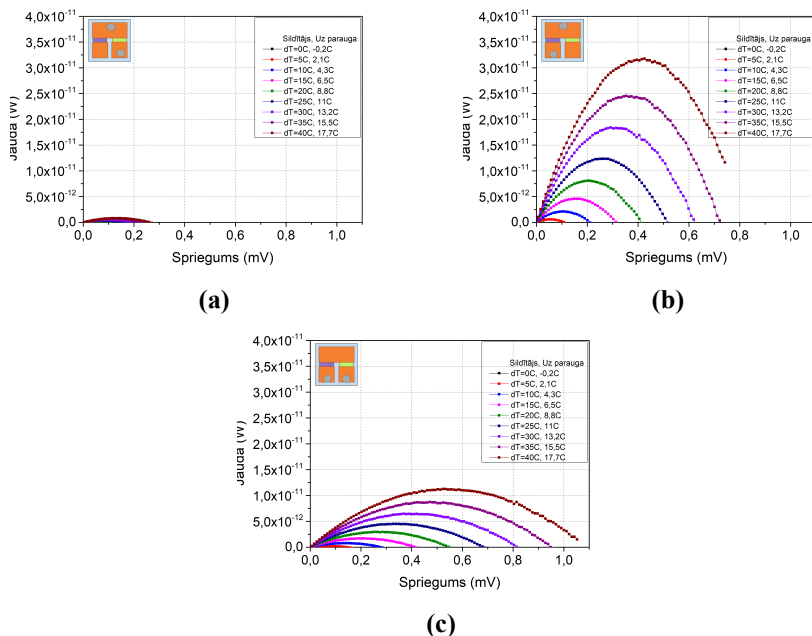 4,0x10⁻¹¹
3,5x10⁻¹¹
3,0x10⁻¹¹
2,5x10⁻¹¹
2,0x10⁻¹¹
1,5x10⁻¹¹
1,0x10⁻¹¹
5,0x10⁻¹²
0,0
Jauda (W)
0,0 0,2 0,4 0,6 0,8 1,0
Spriegums (mV)
Sildītājs, Uz parauga
dT=0C, -0,2C
dT=5C, 2,1C
dT=10C, 4,3C
dT=15C, 6,5C
dT=20C, 8,8C
dT=25C, 11C
dT=30C, 13,2C
dT=35C, 15,5C
dT=40C, 17,7C
(a)
4,0x10⁻¹¹
3,5x10⁻¹¹
3,0x10⁻¹¹
2,5x10⁻¹¹
2,0x10⁻¹¹
1,5x10⁻¹¹
1,0x10⁻¹¹
5,0x10⁻¹²
0,0
Jauda (W)
0,0 0,2 0,4 0,6 0,8 1,0
Spriegums (mV)
Sildītājs, Uz parauga
dT=0C, -0,2C
dT=5C, 2,1C
dT=10C, 4,3C
dT=15C, 6,5C
dT=20C, 8,8C
dT=25C, 11C
dT=30C, 13,2C
dT=35C, 15,5C
dT=40C, 17,7C
(b)
4,0x10⁻¹¹
3,5x10⁻¹¹
3,0x10⁻¹¹
2,5x10⁻¹¹
2,0x10⁻¹¹
1,5x10⁻¹¹
1,0x10⁻¹¹
5,0x10⁻¹²
0,0
Jauda (W)
0,0 0,2 0,4 0,6 0,8 1,0
Spriegums (mV)
Sildītājs, Uz parauga
dT=0C, -0,2C
dT=5C, 2,1C
dT=10C, 4,3C
dT=15C, 6,5C
dT=20C, 8,8C
dT=25C, 11C
dT=30C, 13,2C
dT=35C, 15,5C
dT=40C, 17,7C
(c)